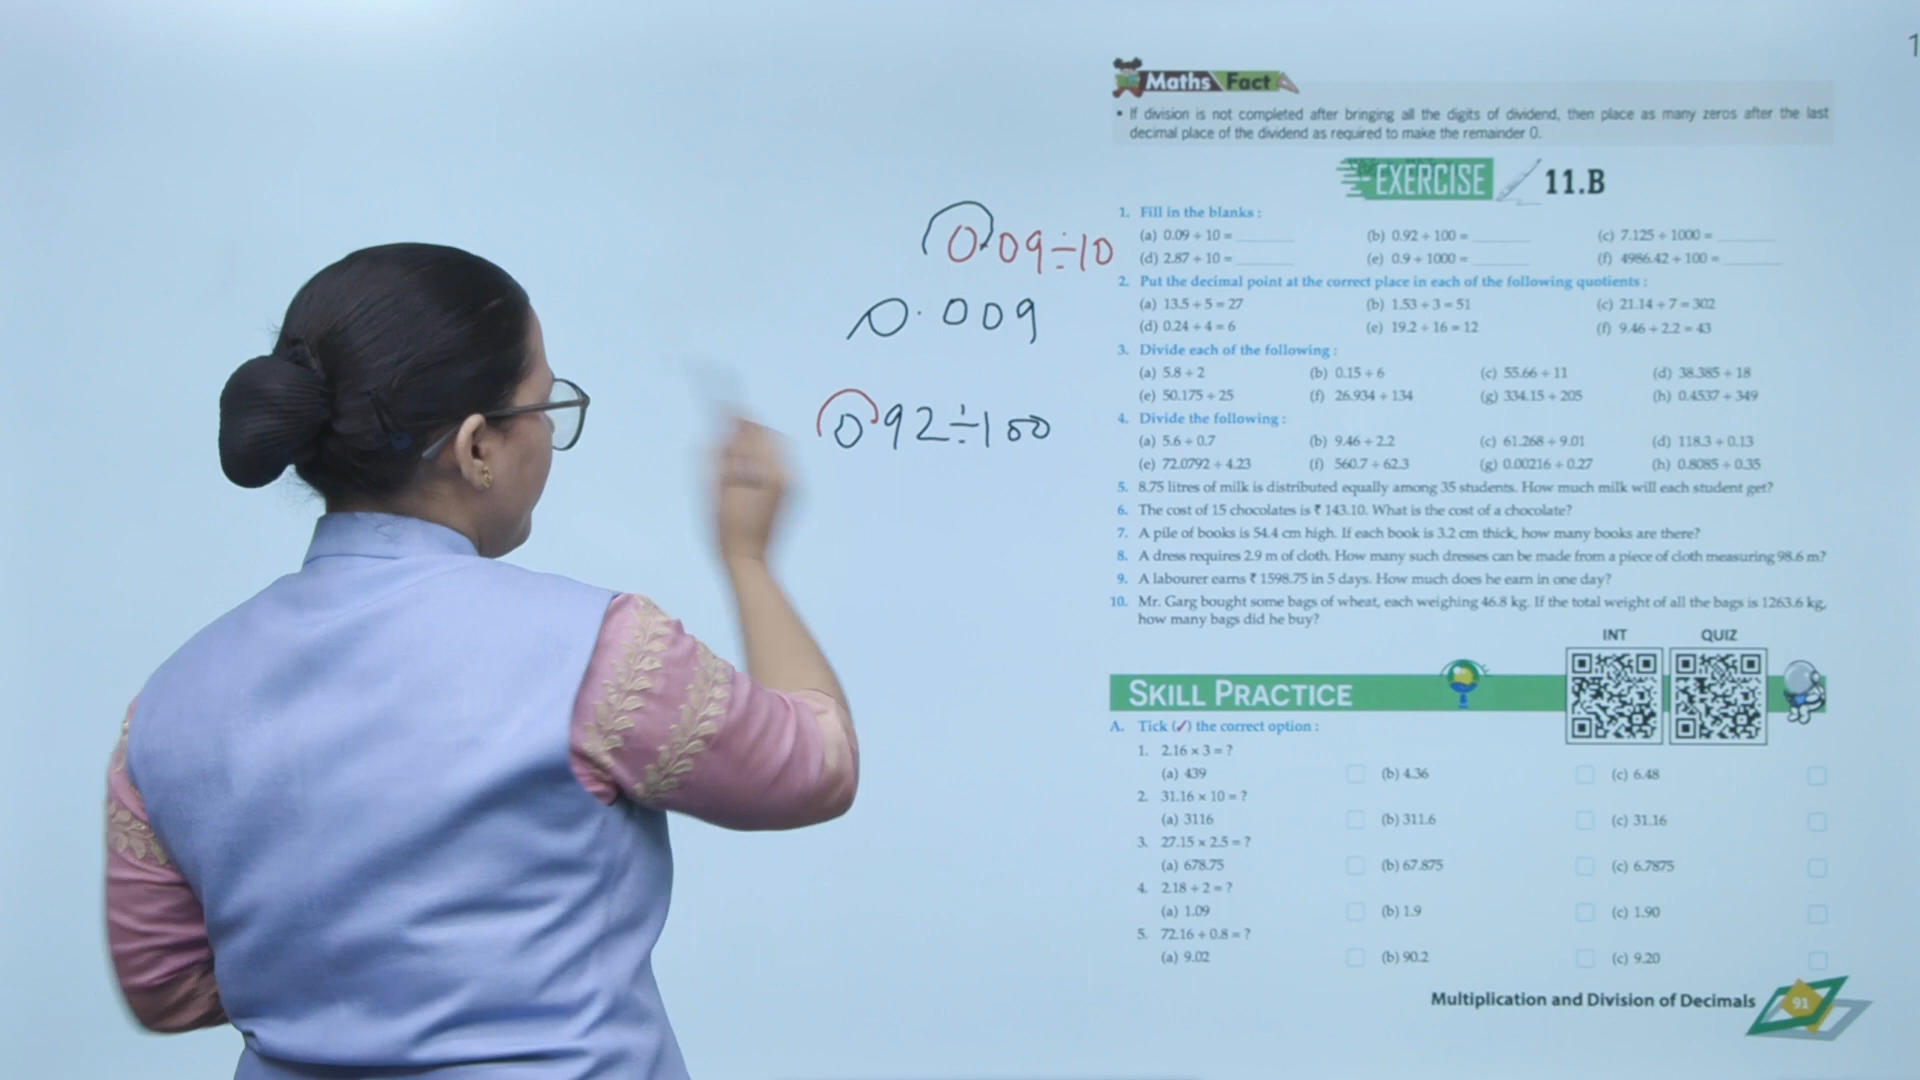 1
Maths Fact
• If division is not completed after bringing all the digits of dividend, then place as many zeros after the last
decimal place of the dividend as required to make the remainder 0.
EXERCISE 11.B
1. Fill in the blanks :
(a) 0.09 ÷ 10 = ________ (b) 0.92 ÷ 100 = ________ (c) 7.125 ÷ 1000 = ________
(d) 2.87 ÷ 10 = ________ (e) 0.9 ÷ 1000 = ________ (f) 4986.42 ÷ 100 = ________
2. Put the decimal point at the correct place in each of the following quotients :
(a) 13.5 ÷ 5 = 27 (b) 1.53 ÷ 3 = 51 (c) 21.14 ÷ 7 = 302
(d) 0.24 ÷ 4 = 6 (e) 19.2 ÷ 16 = 12 (f) 9.46 ÷ 2.2 = 43
3. Divide each of the following :
(a) 5.8 ÷ 2 (b) 0.15 ÷ 6 (c) 55.66 ÷ 11 (d) 38.385 ÷ 18
(e) 50.175 ÷ 25 (f) 26.934 ÷ 134 (g) 334.15 ÷ 205 (h) 0.4537 ÷ 349
4. Divide the following :
(a) 5.6 ÷ 0.7 (b) 9.46 ÷ 2.2 (c) 61.268 ÷ 9.01 (d) 118.3 ÷ 0.13
(e) 72.0792 ÷ 4.23 (f) 560.7 ÷ 62.3 (g) 0.00216 ÷ 0.27 (h) 0.8085 ÷ 0.35
5. 8.75 litres of milk is distributed equally among 35 students. How much milk will each student get?
6. The cost of 15 chocolates is ₹ 143.10. What is the cost of a chocolate?
7. A pile of books is 54.4 cm high. If each book is 3.2 cm thick, how many books are there?
8. A dress requires 2.9 m of cloth. How many such dresses can be made from a piece of cloth measuring 98.6 m?
9. A labourer earns ₹ 1598.75 in 5 days. How much does he earn in one day?
10. Mr. Garg bought some bags of wheat, each weighing 46.8 kg. If the total weight of all the bags is 1263.6 kg,
how many bags did he buy?
INT QUIZ
SKILL PRACTICE
A. Tick (✓) the correct option :
1. 2.16 × 3 = ?
(a) 439 (b) 4.36 (c) 6.48
2. 31.16 × 10 = ?
(a) 3116 (b) 311.6 (c) 31.16
3. 27.15 × 2.5 = ?
(a) 678.75 (b) 67.875 (c) 6.7875
4. 2.18 ÷ 2 = ?
(a) 1.09 (b) 1.9 (c) 1.90
5. 72.16 ÷ 0.8 = ?
(a) 9.02 (b) 90.2 (c) 9.20
Multiplication and Division of Decimals 91
0.09÷10
0.009
092÷100